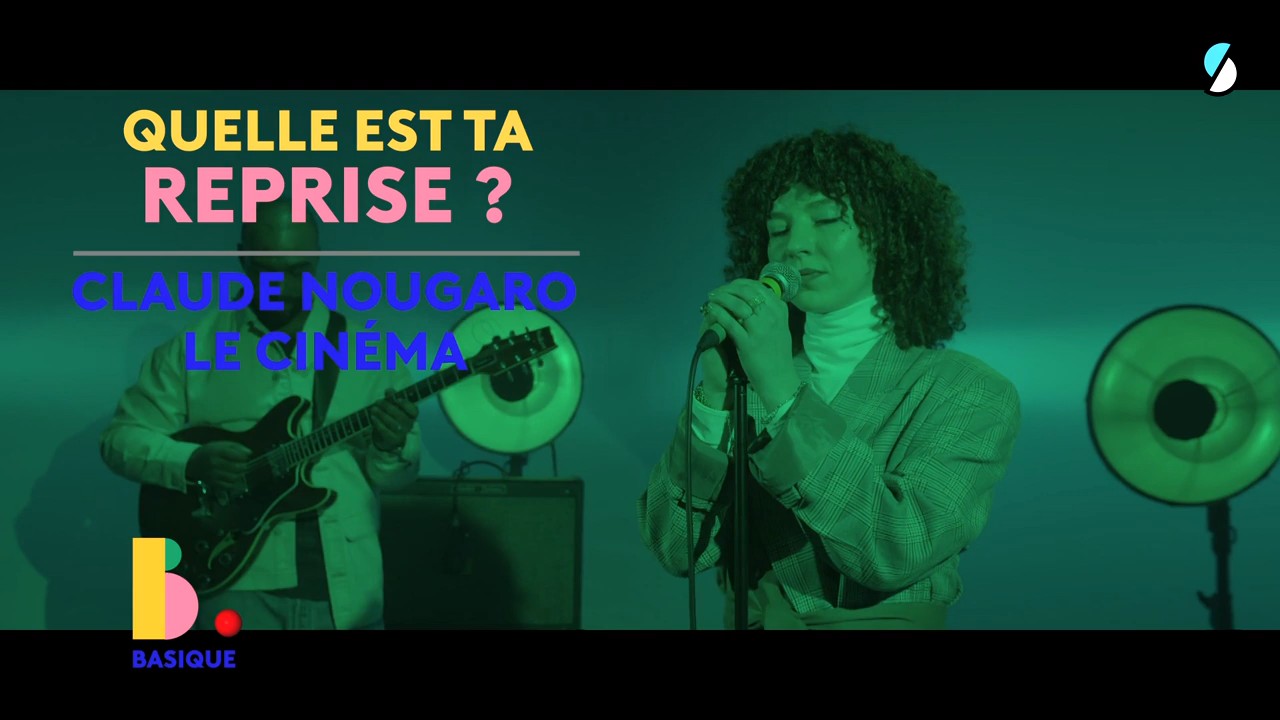 QUELLE EST TA
REPRISE ?
CLAUDE NOUGARO
LE CINÉMA
BASIQUE